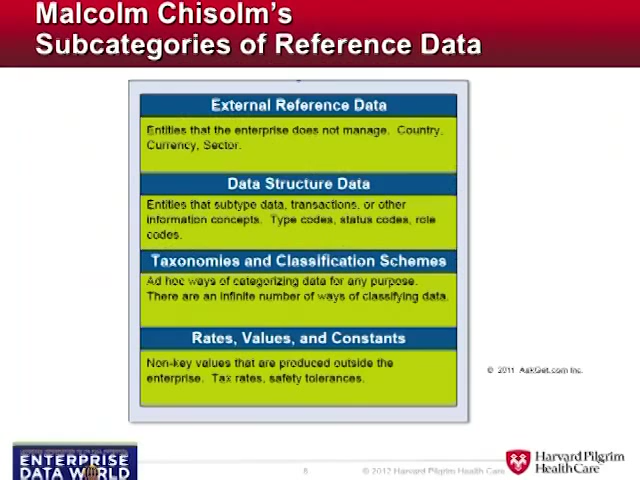 Malcolm Chisolm's
Subcategories of Reference Data
External Reference Data
Entities that the enterprise does not manage. Country,
Currency, Sector.
Data Structure Data
Entities that subtype data, transactions, or other
information concepts. Type codes, status codes, role
codes.
Taxonomies and Classification Schemes
Ad hoc ways of categorizing data for any purpose.
There are an infinite number of ways of classifying data.
Rates, Values, and Constants
Non-key values that are produced outside the
enterprise. Tax rates, safety tolerances.
© 2011 AskGet.com Inc.
ENTERPRISE
DATA WORLD
8
© 2012 Harvard Pilgrim Health Care
Harvard Pilgrim
HealthCare